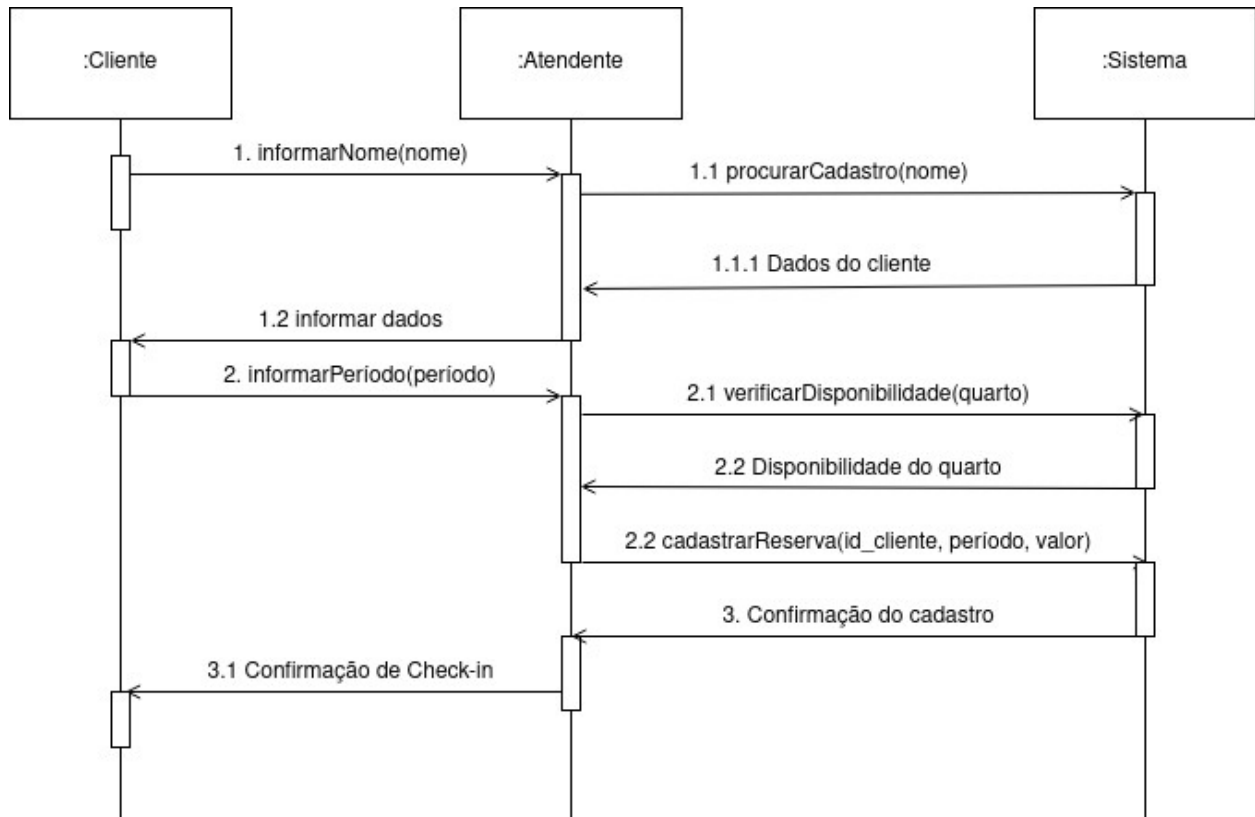 :Cliente
:Atendente
:Sistema
1. informarNome(nome)
1.1 procurarCadastro(nome)
1.1.1 Dados do cliente
1.2 informar dados
2. informarPeríodo(período)
2.1 verificarDisponibilidade(quarto)
2.2 Disponibilidade do quarto
2.2 cadastrarReserva(id_cliente, período, valor)
3. Confirmação do cadastro
3.1 Confirmação de Check-in